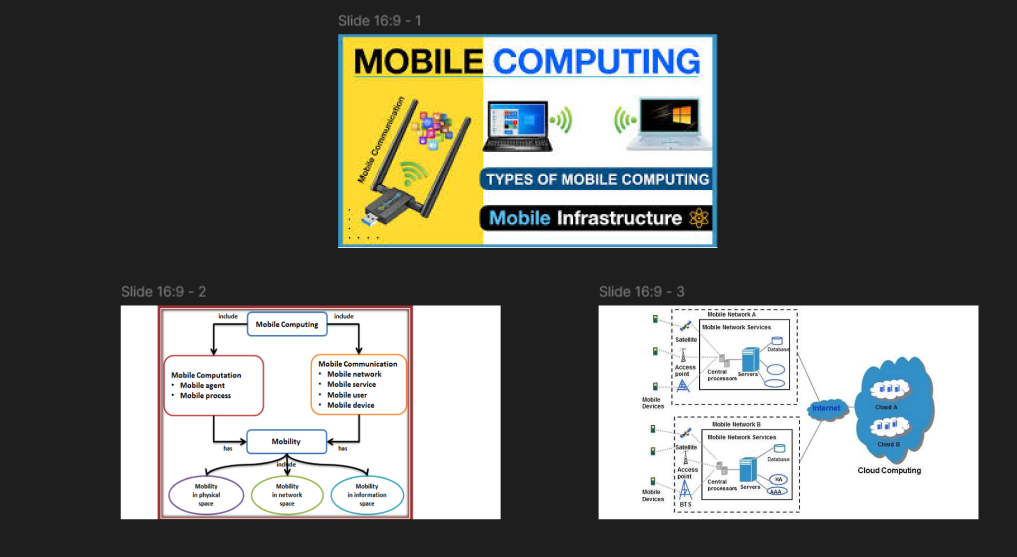 Slide 16:9 - 1
MOBILE COMPUTING
Mobile Communication
TYPES OF MOBILE COMPUTING
Mobile Infrastructure
Slide 16:9 - 2
include
Mobile Computing
include
Mobile Computation
• Mobile agent
• Mobile process
Mobile Communication
• Mobile network
• Mobile service
• Mobile user
• Mobile device
has
Mobility
has
include
Mobility
in physical
space
Mobility
in network
space
Mobility
in information
space
Slide 16:9 - 3
Mobile Network A
Mobile Network Services
Satellite
Database
Access
point
Central
processors
Servers
Mobile
Devices
Internet
Cloud A
Cloud B
Cloud Computing
Mobile Network B
Mobile Network Services
Satellite
Database
Access
point
Central
processors
Servers
HA
AAA
Mobile
Devices
BTS